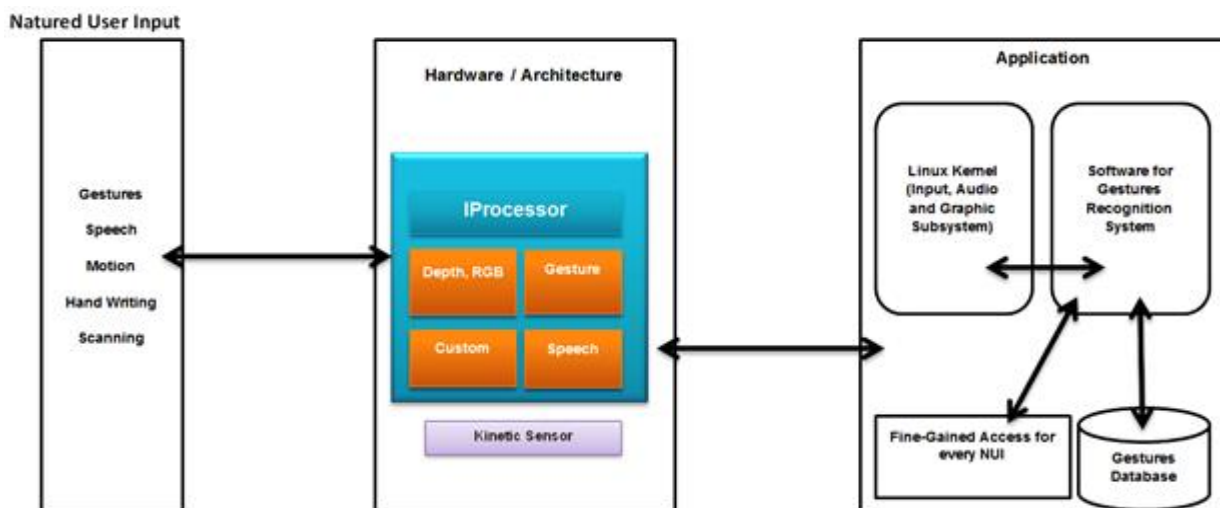 Natured User Input
Gestures
Speech
Motion
Hand Writing
Scanning
Hardware / Architecture
IProcessor
Depth, RGB
Gesture
Custom
Speech
Kinetic Sensor
Application
Linux Kernel
(Input, Audio
and Graphic
Subsystem)
Software for
Gestures
Recognition
System
Fine-Gained Access for
every NUI
Gestures
Database